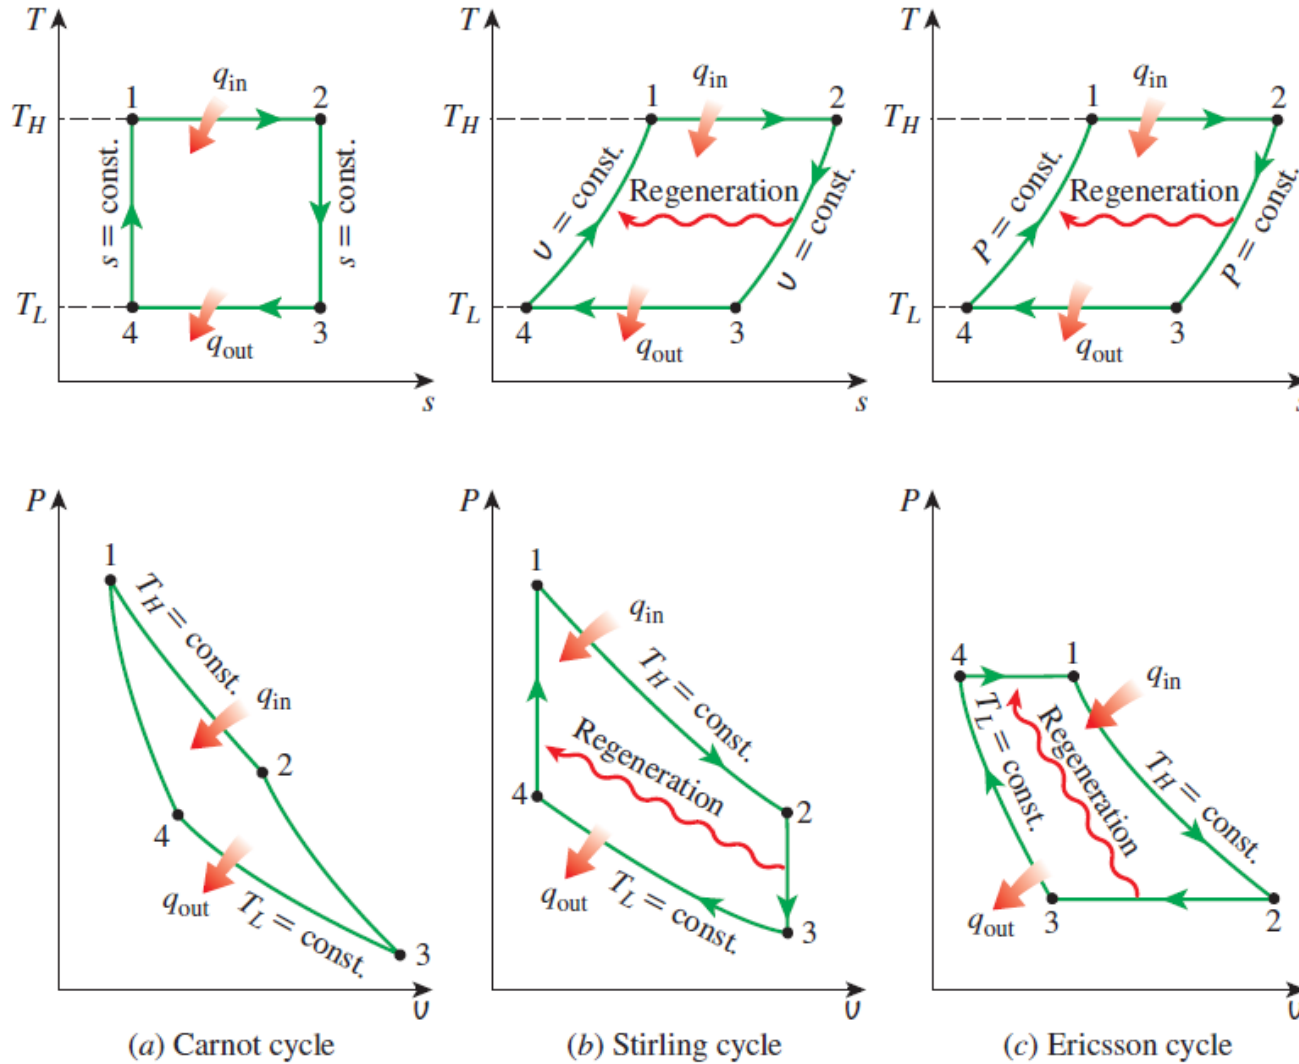 T
q_in
1
2
T_H
s = const.
s = const.
T_L
4
3
q_out
s
T
q_in
1
2
T_H
υ = const.
Regeneration
υ = const.
T_L
4
3
q_out
s
T
q_in
1
2
T_H
P = const.
Regeneration
P = const.
T_L
4
3
q_out
s
P
1
T_H = const.
q_in
2
4
q_out
T_L = const.
3
υ
(a) Carnot cycle
P
1
q_in
T_H = const.
Regeneration
4
2
q_out
T_L = const.
3
υ
(b) Stirling cycle
P
4
1
q_in
T_L = const.
Regeneration
T_H = const.
q_out
3
2
υ
(c) Ericsson cycle